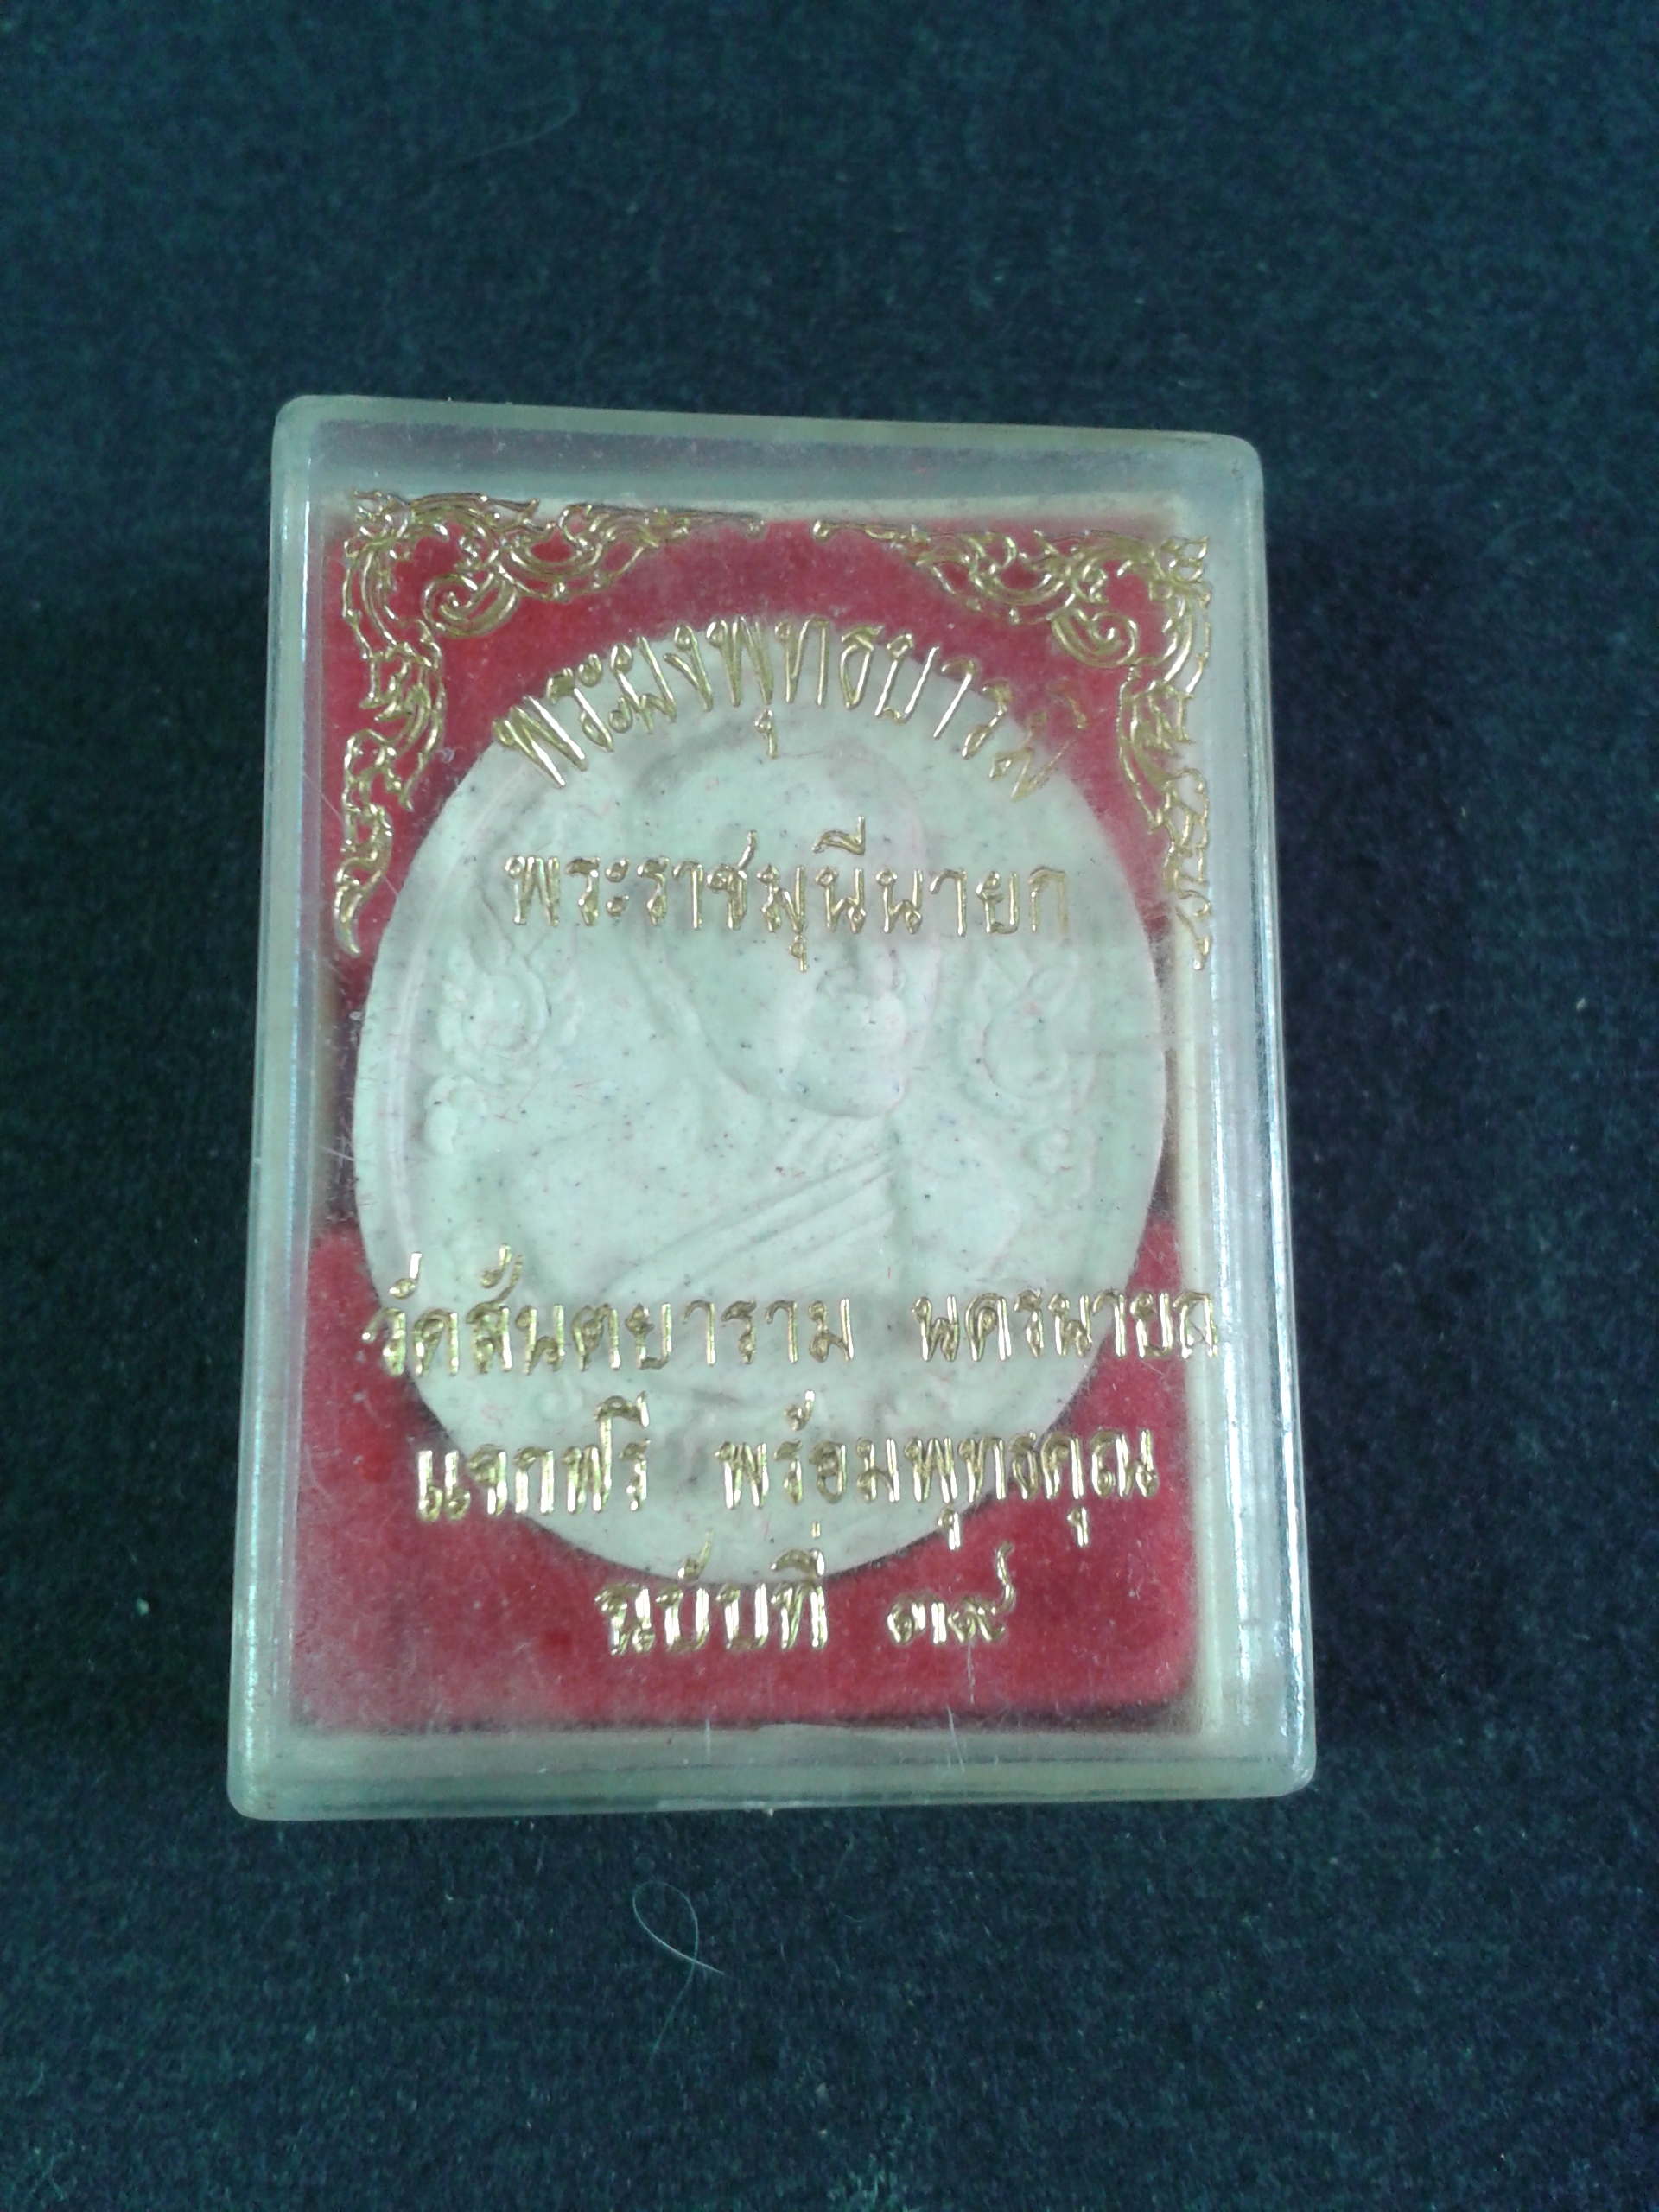 พระผงพุทธบารมี
พระราชมุนีนายก
วัดสันตยาราม นครนายก
แจกฟรี พร้อมพุทธคุณ
ฉบับที่ ๓๙